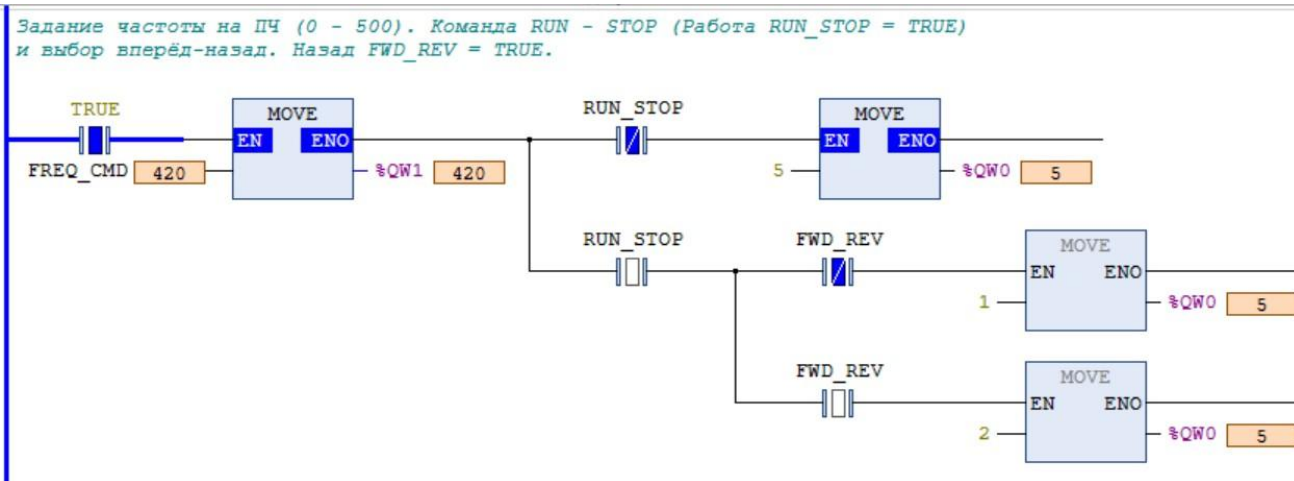 Задание частоты на ПЧ (0 - 500). Команда RUN - STOP (Работа RUN_STOP = TRUE)
и выбор вперёд-назад. Назад FWD_REV = TRUE.
TRUE
MOVE
RUN_STOP
MOVE
EN ENO
EN ENO
FREQ_CMD 420
%QW1 420
5
%QW0 5
RUN_STOP
FWD_REV
MOVE
EN ENO
1
%QW0 5
FWD_REV
MOVE
EN ENO
2
%QW0 5